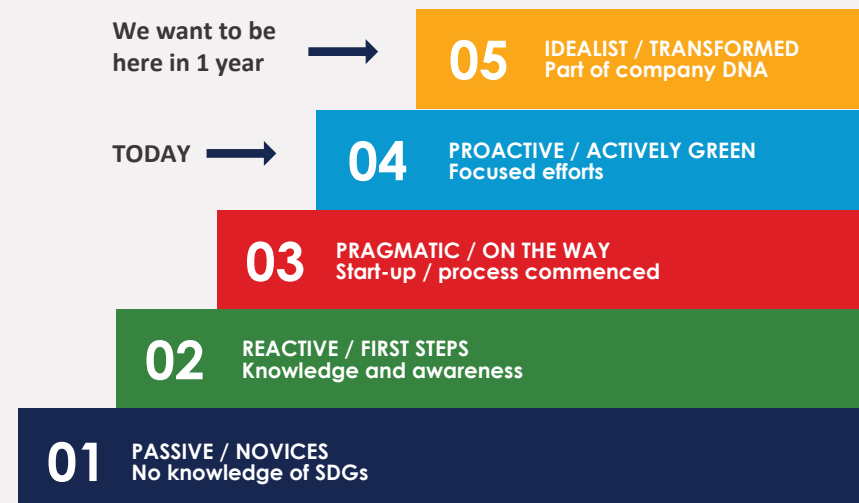 We want to be
here in 1 year
05
IDEALIST / TRANSFORMED
Part of company DNA
TODAY
04
PROACTIVE / ACTIVELY GREEN
Focused efforts
03
PRAGMATIC / ON THE WAY
Start-up / process commenced
02
REACTIVE / FIRST STEPS
Knowledge and awareness
01
PASSIVE / NOVICES
No knowledge of SDGs